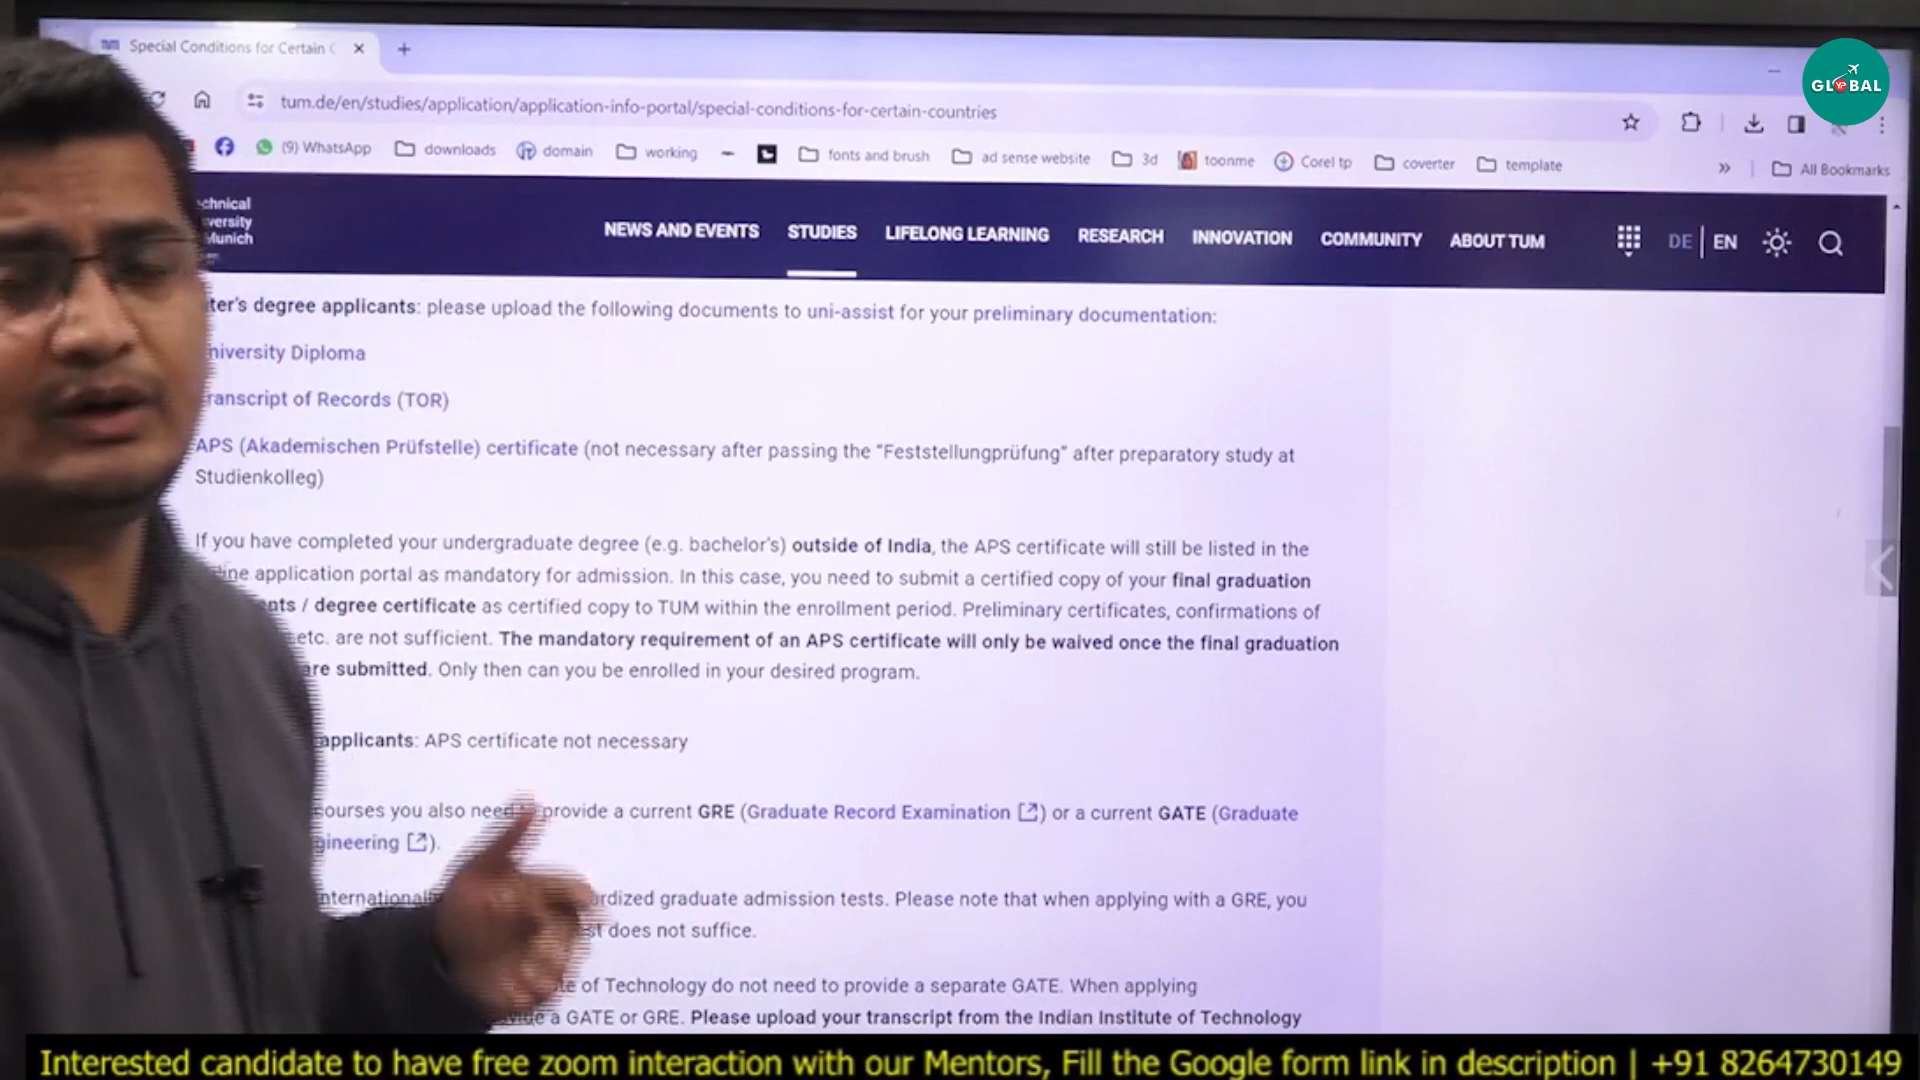 Special Conditions for Certain C
GLOBAL
YP
tum.de/en/studies/application/application-info-portal/special-conditions-for-certain-countries
(9) WhatsApp downloads domain working fonts and brush ad sense website 3d toonme Corel tp coverter template » All Bookmarks
chnical
versity
Munich
NEWS AND EVENTS STUDIES LIFELONG LEARNING RESEARCH INNOVATION COMMUNITY ABOUT TUM DE EN
ter's degree applicants: please upload the following documents to uni-assist for your preliminary documentation:
niversity Diploma
ranscript of Records (TOR)
APS (Akademischen Prüfstelle) certificate (not necessary after passing the "Feststellungprüfung" after preparatory study at
Studienkolleg)
If you have completed your undergraduate degree (e.g. bachelor's) outside of India, the APS certificate will still be listed in the
ine application portal as mandatory for admission. In this case, you need to submit a certified copy of your final graduation
nts / degree certificate as certified copy to TUM within the enrollment period. Preliminary certificates, confirmations of
etc. are not sufficient. The mandatory requirement of an APS certificate will only be waived once the final graduation
are submitted. Only then can you be enrolled in your desired program.
applicants: APS certificate not necessary
courses you also need to provide a current GRE (Graduate Record Examination ) or a current GATE (Graduate
gineering ).
nternationall rdized graduate admission tests. Please note that when applying with a GRE, you
st does not suffice.
te of Technology do not need to provide a separate GATE. When applying
vide a GATE or GRE. Please upload your transcript from the Indian Institute of Technology
Interested candidate to have free zoom interaction with our Mentors, Fill the Google form link in description | +91 8264730149